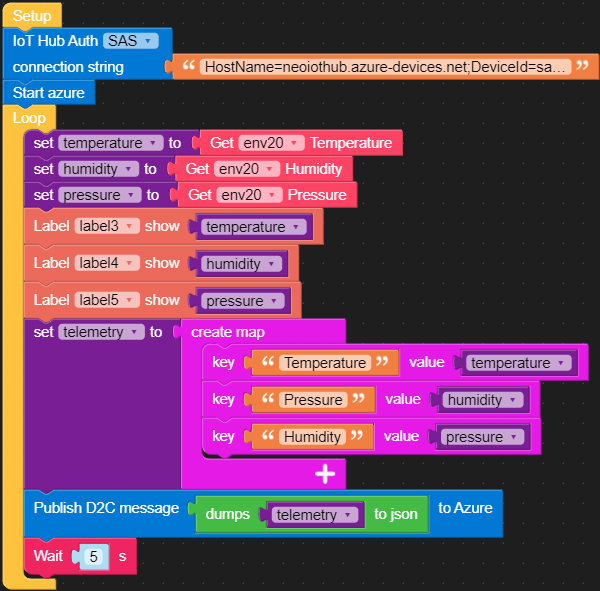 Setup
IoT Hub Auth SAS
connection string “ HostName=neoiothub.azure-devices.net;DeviceId=sa... ”
Start azure
Loop
set temperature to Get env20 Temperature
set humidity to Get env20 Humidity
set pressure to Get env20 Pressure
Label label3 show temperature
Label label4 show humidity
Label label5 show pressure
set telemetry to create map
key “ Temperature ” value temperature
key “ Pressure ” value humidity
key “ Humidity ” value pressure
+
Publish D2C message dumps telemetry to json to Azure
Wait 5 s